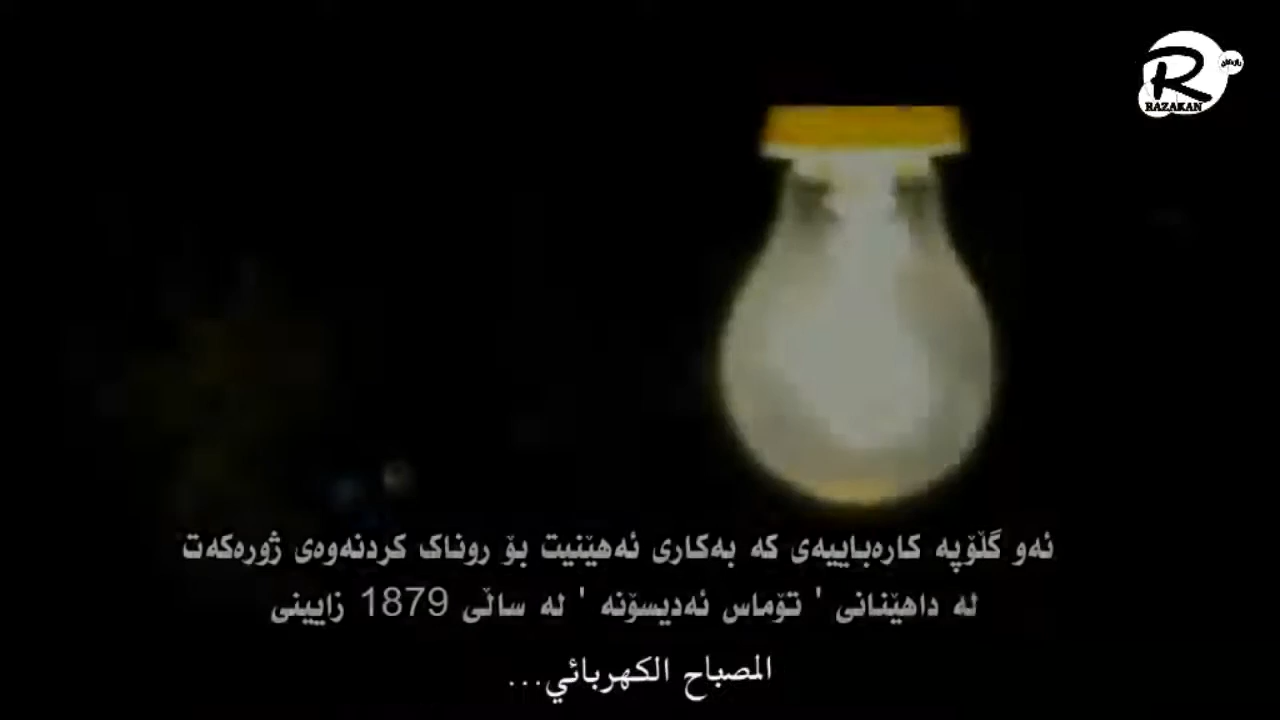 RAZAKAN
ئەو گڵۆپە کارەباییەی کە بەکاری ئەهێنیت بۆ روناک کردنەوەی ژورەکەت
لە داهێنانی ' تۆماس ئەدیسۆنە ' لە ساڵی 1879 زایینی
المصباح الكهربائي...